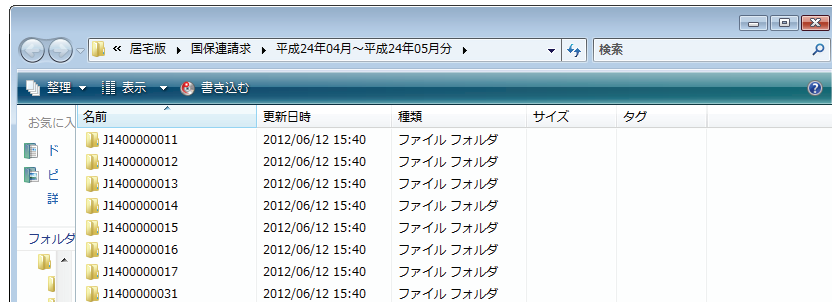 « 居宅版 国保連請求 平成24年04月～平成24年05月分 検索
整理 表示 書き込む
お気に入 名前 更新日時 種類 サイズ タグ
J1400000011 2012/06/12 15:40 ファイル フォルダ
ド J1400000012 2012/06/12 15:40 ファイル フォルダ
ピ J1400000013 2012/06/12 15:40 ファイル フォルダ
詳 J1400000014 2012/06/12 15:40 ファイル フォルダ
J1400000015 2012/06/12 15:40 ファイル フォルダ
フォルダ J1400000016 2012/06/12 15:40 ファイル フォルダ
J1400000017 2012/06/12 15:40 ファイル フォルダ
J1400000031 2012/06/12 15:40 ファイル フォルダ